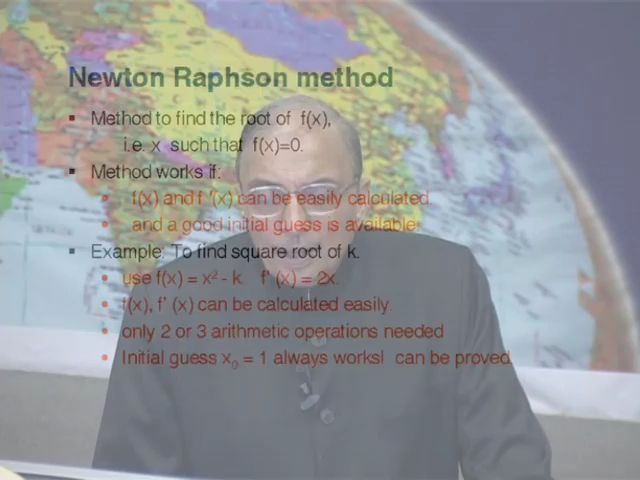 Newton Raphson method
▪ Method to find the root of f(x),
i.e. x such that f(x)=0.
▪ Method works if:
• f(x) and f '(x) can be easily calculated.
• and a good initial guess is available
▪ Example: To find square root of k.
• use f(x) = x² - k. f' (x) = 2x.
• f(x), f' (x) can be calculated easily.
• only 2 or 3 arithmetic operations needed
• Initial guess x₀ = 1 always works! can be proved.